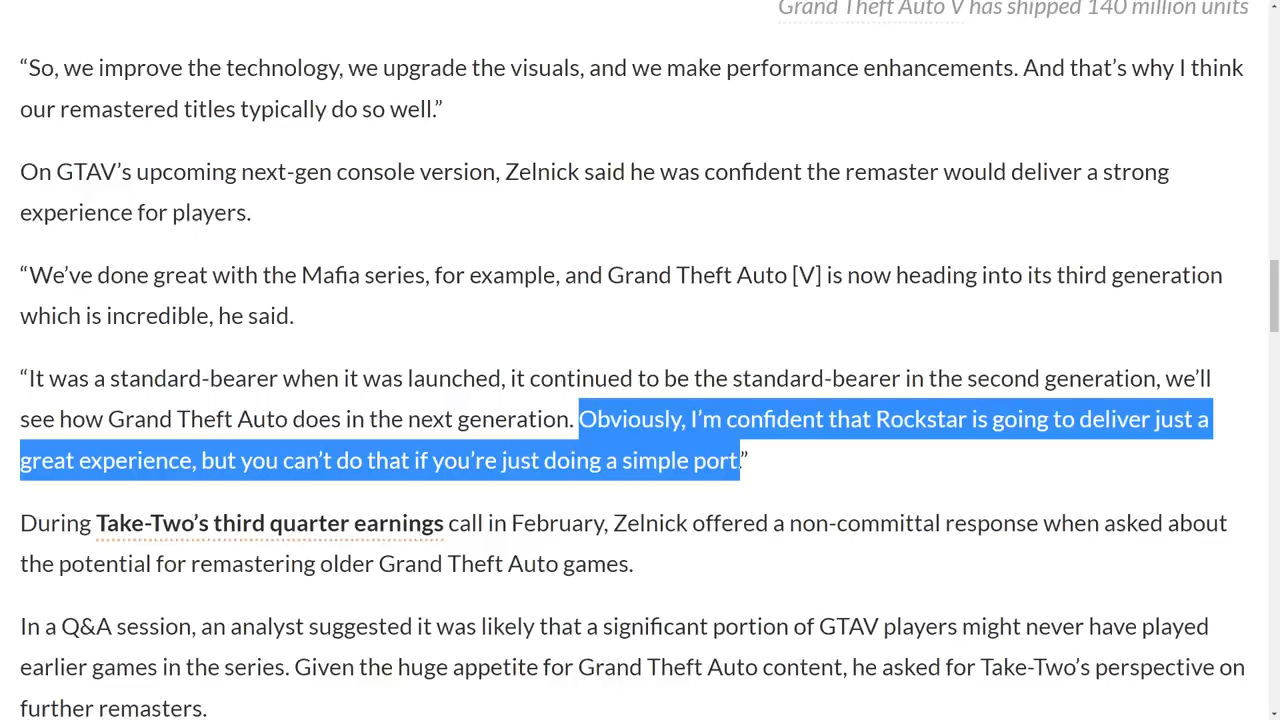 Grand Theft Auto V has shipped 140 million units
“So, we improve the technology, we upgrade the visuals, and we make performance enhancements. And that’s why I think
our remastered titles typically do so well.”
On GTAV’s upcoming next-gen console version, Zelnick said he was confident the remaster would deliver a strong
experience for players.
“We’ve done great with the Mafia series, for example, and Grand Theft Auto [V] is now heading into its third generation
which is incredible, he said.
“It was a standard-bearer when it was launched, it continued to be the standard-bearer in the second generation, we’ll
see how Grand Theft Auto does in the next generation. Obviously, I’m confident that Rockstar is going to deliver just a
great experience, but you can’t do that if you’re just doing a simple port.”
During Take-Two’s third quarter earnings call in February, Zelnick offered a non-committal response when asked about
the potential for remastering older Grand Theft Auto games.
In a Q&A session, an analyst suggested it was likely that a significant portion of GTAV players might never have played
earlier games in the series. Given the huge appetite for Grand Theft Auto content, he asked for Take-Two’s perspective on
further remasters.